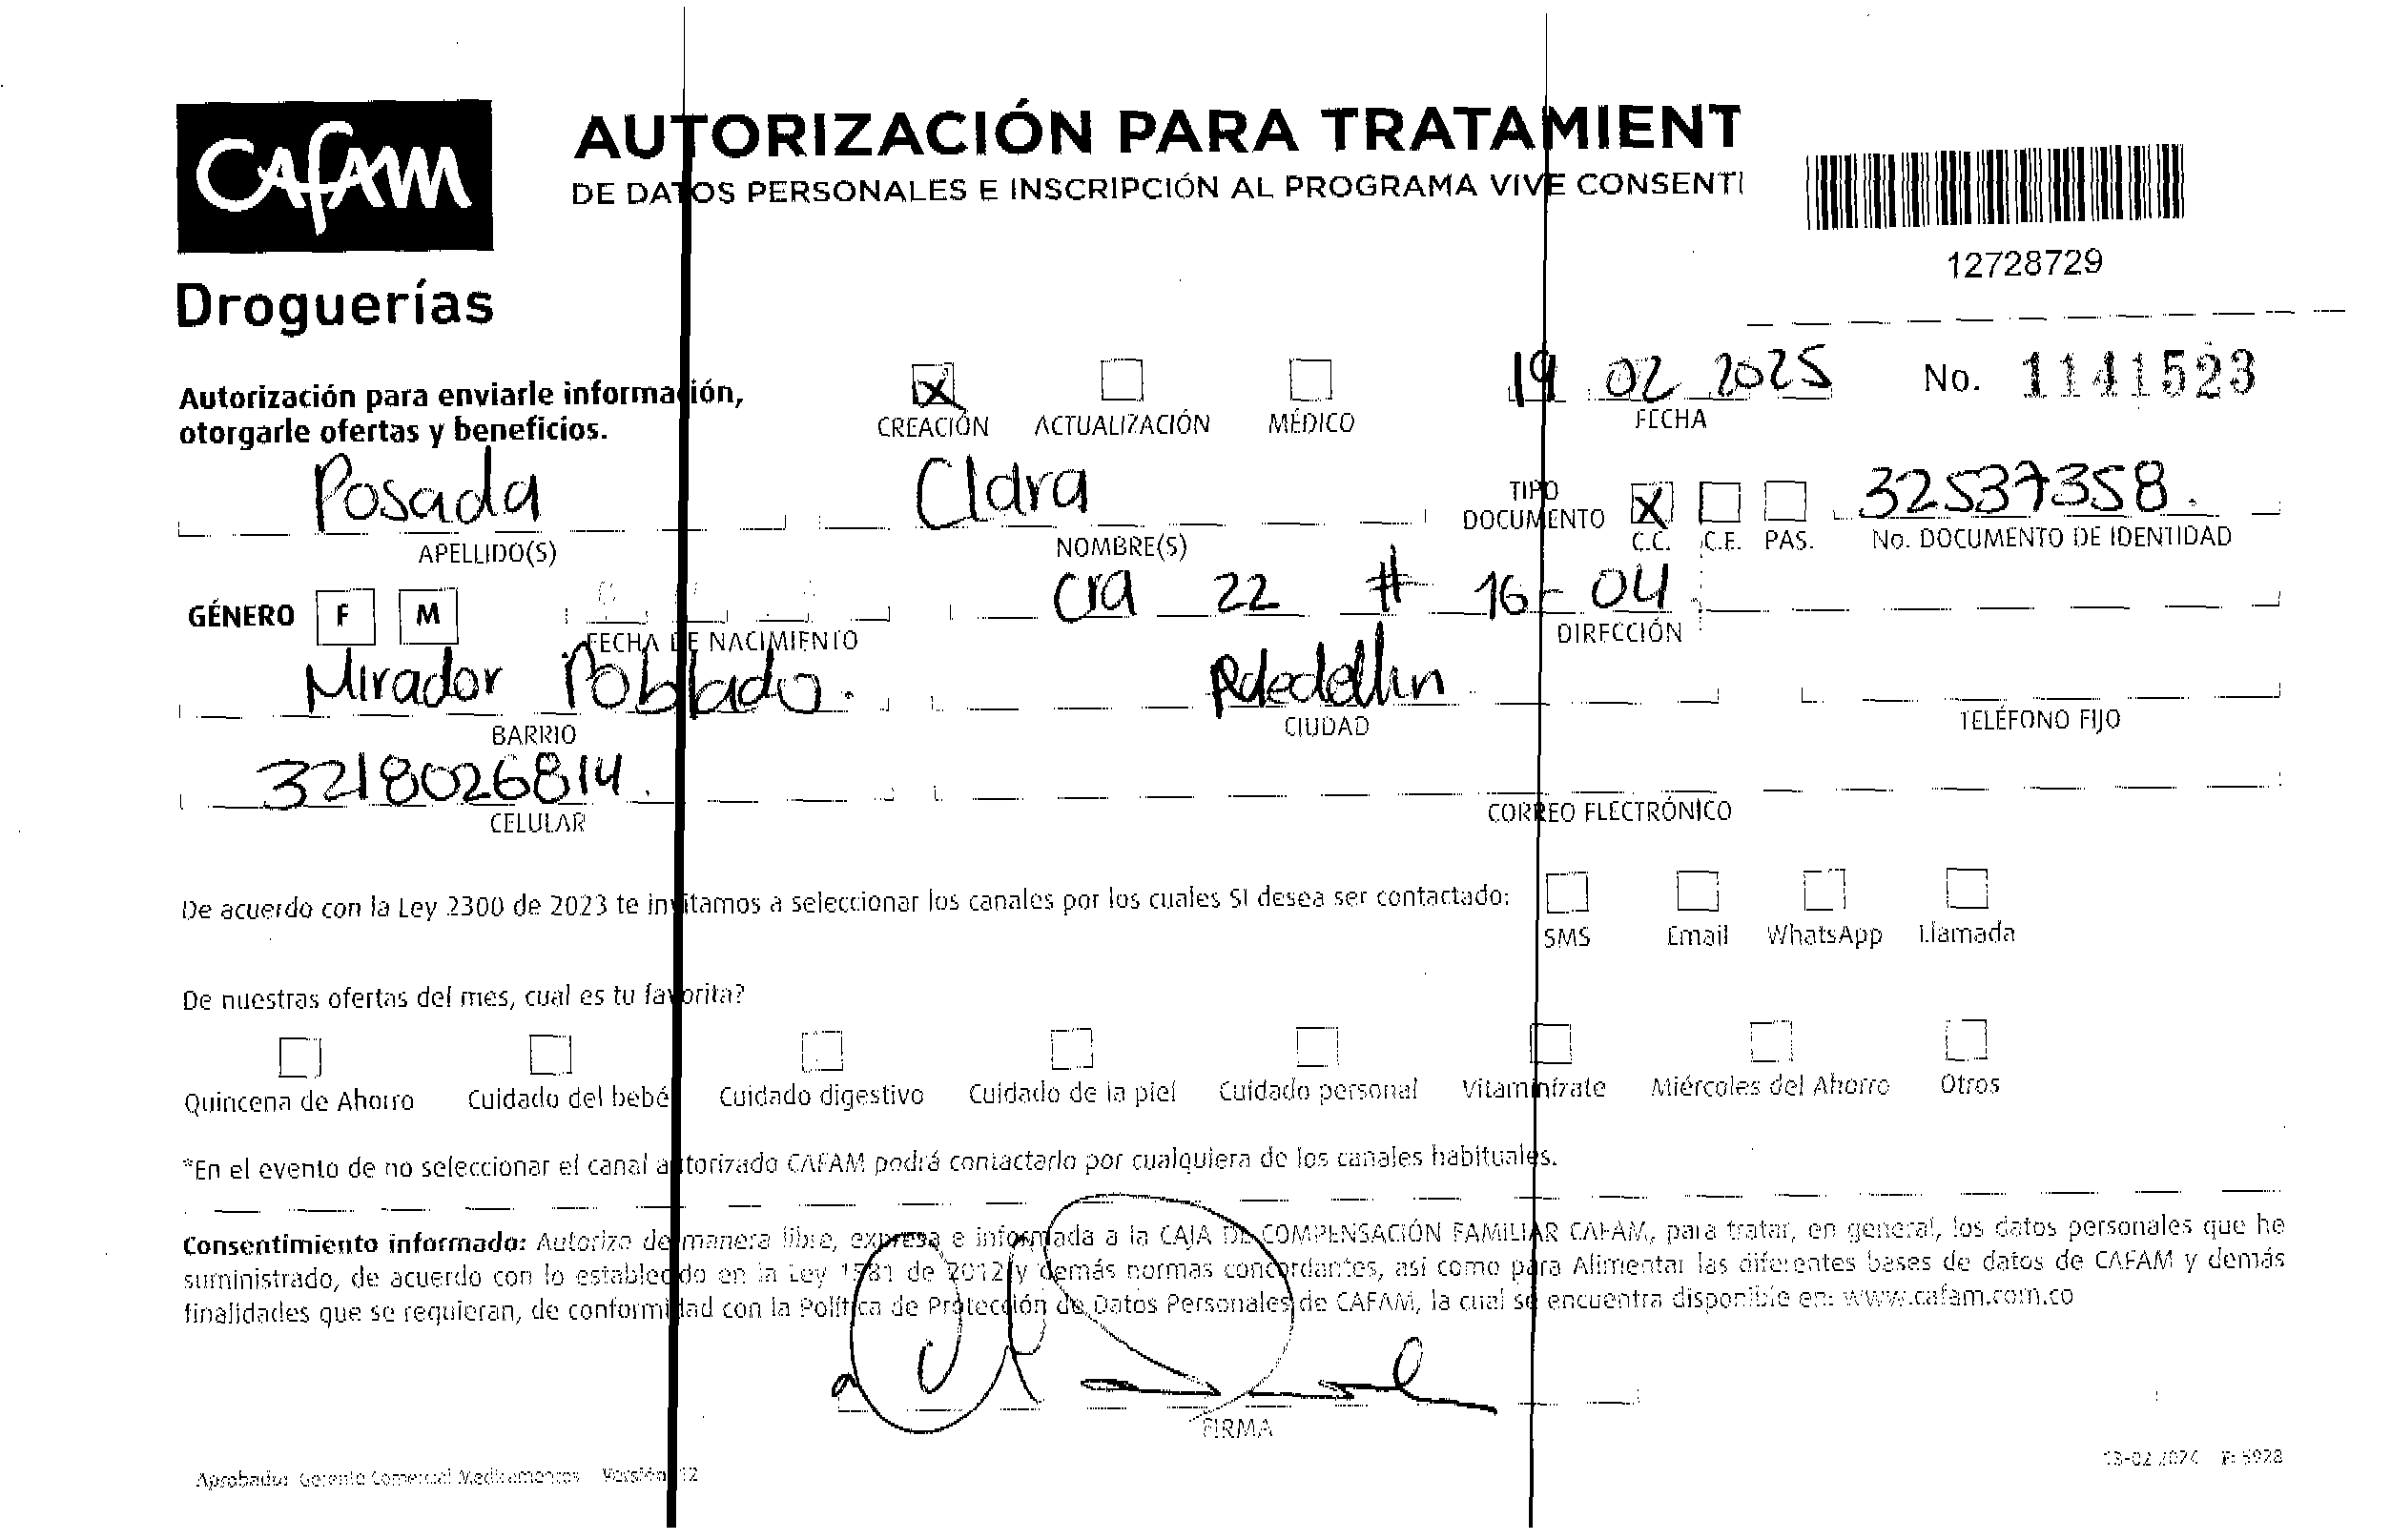 CAFAM
Droguerías
AUTORIZACIÓN PARA TRATAMIENT
DE DATOS PERSONALES E INSCRIPCIÓN AL PROGRAMA VIVE CONSENTI
12728729
Autorización para enviarle información,
otorgarle ofertas y beneficios.
X
CREACIÓN ACTUALIZACIÓN MÉDICO
19 02 2025
FECHA
No. 1141523
Posada Clara
APELLIDO(S) NOMBRE(S)
TIPO
DOCUMENTO X 32537358.
C.C. C.E. PAS. No. DOCUMENTO DE IDENTIDAD
GÉNERO F M cra 22 # 16-04
FECHA DE NACIMIENTO DIRECCIÓN
Mirador Poblado. Medellin
BARRIO CIUDAD TELÉFONO FIJO
3218026814.
CELULAR CORREO ELECTRÓNICO
De acuerdo con la Ley 2300 de 2023 te invitamos a seleccionar los canales por los cuales SI desea ser contactado:
SMS Email WhatsApp Llamada
De nuestras ofertas del mes, cual es tu favorita?
Quincena de Ahorro Cuidado del bebé Cuidado digestivo Cuidado de la piel Cuidado personal Vitamínizate Miércoles del Ahorro Otros
*En el evento de no seleccionar el canal autorizado CAFAM podrá contactarlo por cualquiera de los canales habituales.
Consentimiento informado: Autorizo de manera libre, expresa e informada a la CAJA DE COMPENSACIÓN FAMILIAR CAFAM, para tratar, en general, los datos personales que he
suministrado, de acuerdo con lo establecido en la Ley 1581 de 2012 y demás normas concordantes, así como para Alimentar las diferentes bases de datos de CAFAM y demás
finalidades que se requieran, de conformidad con la Política de Protección de Datos Personales de CAFAM, la cual se encuentra disponible en: www.cafam.com.co
FIRMA
Aprobador Gerente Comercial Medicamentos Versión 12
13-02 2024 F: 5928